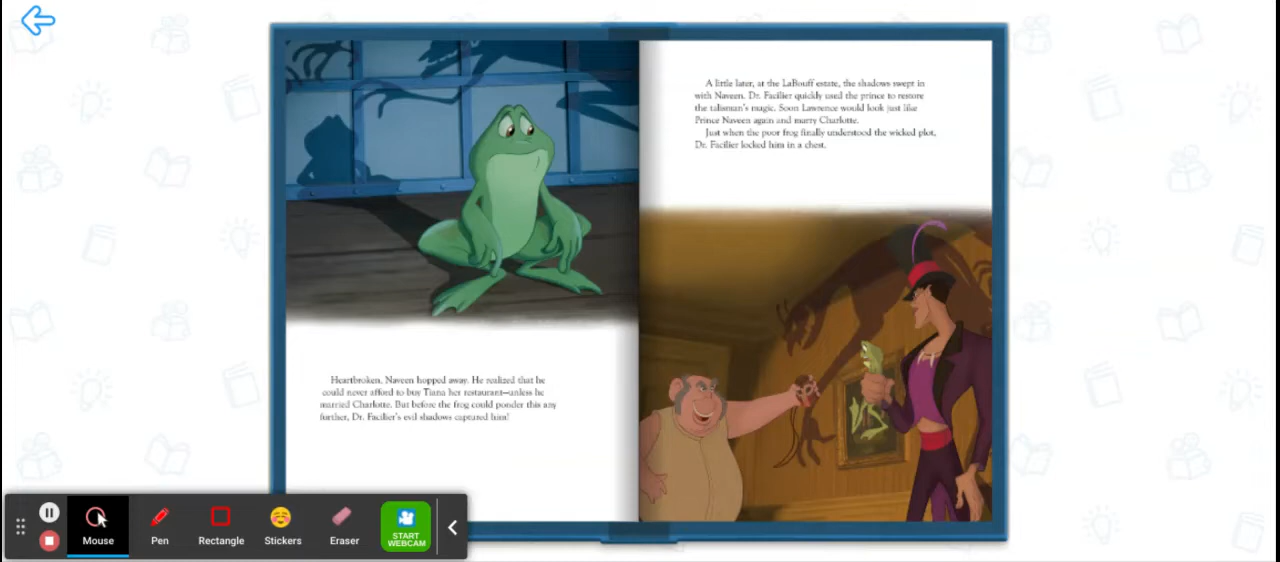 Heartbroken, Naveen hopped away. He realized that he
could never afford to buy Tiana her restaurant—unless he
married Charlotte. But before the frog could ponder this any
further, Dr. Facilier's evil shadows captured him!
A little later, at the LaBouff estate, the shadows swept in
with Naveen. Dr. Facilier quickly used the prince to restore
the talisman's magic. Soon Lawrence would look just like
Prince Naveen again and marry Charlotte.
Just when the poor frog finally understood the wicked plot,
Dr. Facilier locked him in a chest.
Mouse
Pen
Rectangle
Stickers
Eraser
START
WEBCAM